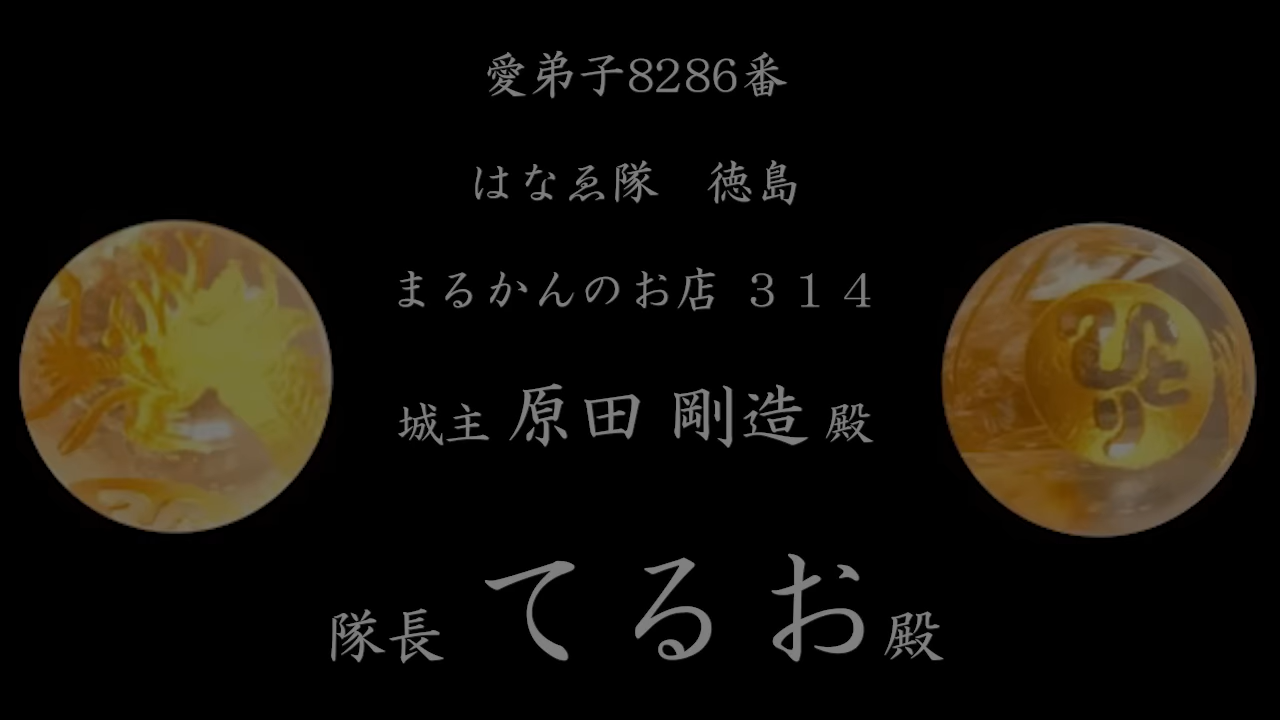 愛弟子8286番
はなゑ隊　徳島
まるかんのお店 ３１４
城主 原田 剛造 殿
隊長 てるお殿